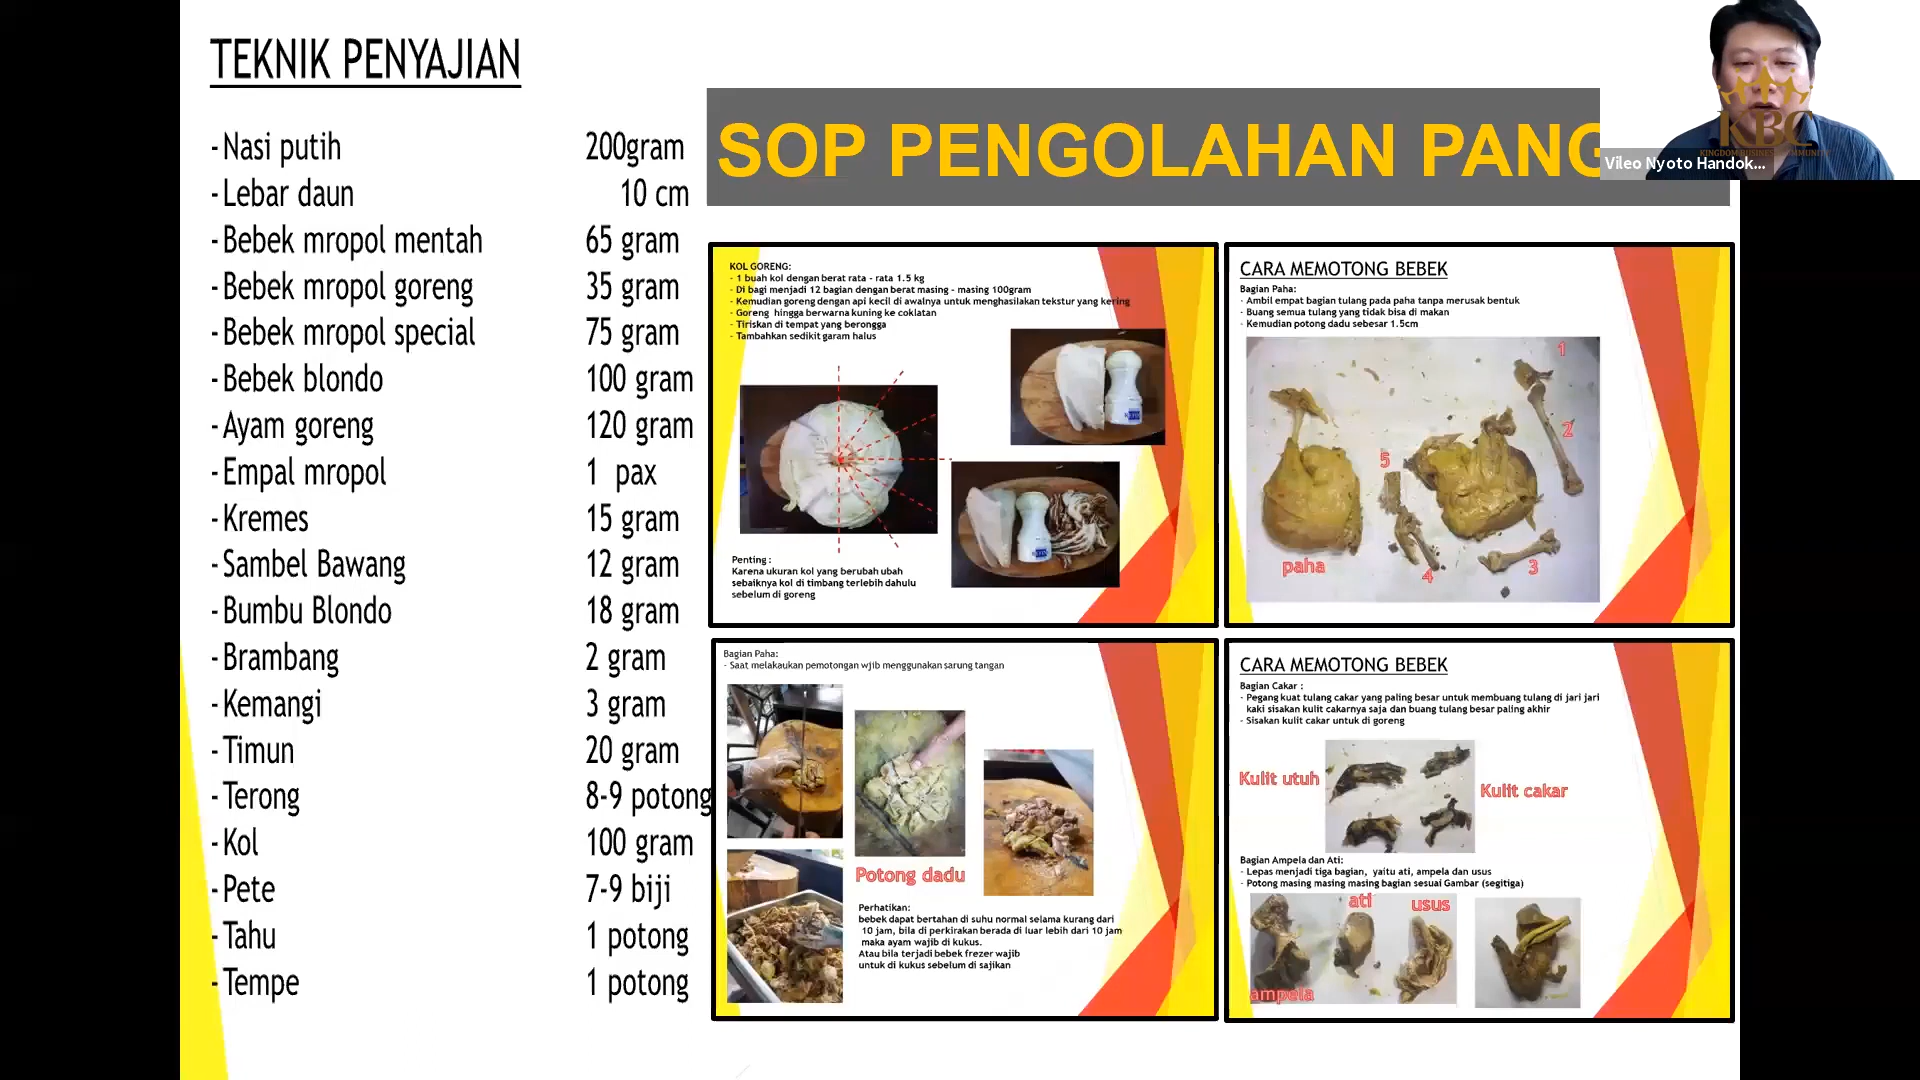 TEKNIK PENYAJIAN
- Nasi putih 200gram
- Lebar daun 10 cm
- Bebek mropol mentah 65 gram
- Bebek mropol goreng 35 gram
- Bebek mropol special 75 gram
- Bebek blondo 100 gram
- Ayam goreng 120 gram
- Empal mropol 1 pax
- Kremes 15 gram
- Sambel Bawang 12 gram
- Bumbu Blondo 18 gram
- Brambang 2 gram
- Kemangi 3 gram
- Timun 20 gram
- Terong 8-9 potong
- Kol 100 gram
- Pete 7-9 biji
- Tahu 1 potong
- Tempe 1 potong
SOP PENGOLAHAN PANG
KBC
KINGDOM BUSINESS COMMUNITY
Vileo Nyoto Handok...
KOL GORENG:
- 1 buah kol dengan berat rata - rata 1.5 kg
- Di bagi menjadi 12 bagian dengan berat masing - masing 100gram
- Kemudian goreng dengan api kecil di awalnya untuk menghasilakan tekstur yang kering
- Goreng hingga berwarna kuning ke coklatan
- Tiriskan di tempat yang berongga
- Tambahkan sedikit garam halus
Penting :
Karena ukuran kol yang berubah ubah
sebaiknya kol di timbang terlebih dahulu
sebelum di goreng
CARA MEMOTONG BEBEK
Bagian Paha:
- Ambil empat bagian tulang pada paha tanpa merusak bentuk
- Buang semua tulang yang tidak bisa di makan
- Kemudian potong dadu sebesar 1.5cm
1
2
5
paha
4
3
Bagian Paha:
- Saat melakaukan pemotongan wjib menggunakan sarung tangan
Potong dadu
Perhatikan:
bebek dapat bertahan di suhu normal selama kurang dari
10 jam, bila di perkirakan berada di luar lebih dari 10 jam
maka ayam wajib di kukus.
Atau bila terjadi bebek frezer wajib
untuk di kukus sebelum di sajikan
CARA MEMOTONG BEBEK
Bagian Cakar :
- Pegang kuat tulang cakar yang paling besar untuk membuang tulang di jari jari
kaki sisakan kulit cakarnya saja dan buang tulang besar paling akhir
- Sisakan kulit cakar untuk di goreng
Kulit utuh
Kulit cakar
Bagian Ampela dan Ati:
- Lepas menjadi tiga bagian, yaitu ati, ampela dan usus
- Potong masing masing masing bagian sesuai Gambar (segitiga)
ati
usus
ampela